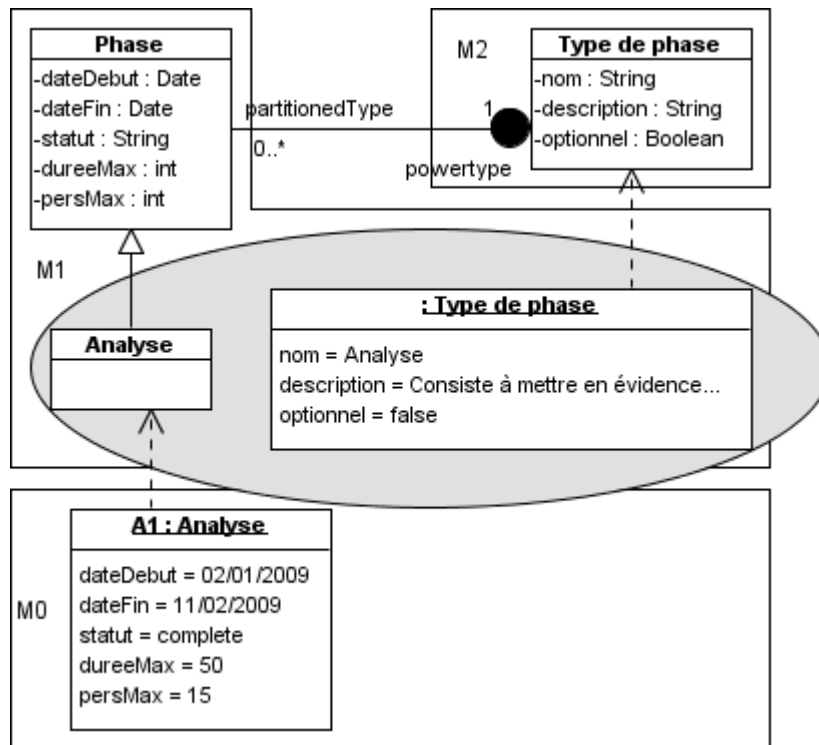 Phase
-dateDebut : Date
-dateFin : Date
-statut : String
-dureeMax : int
-persMax : int
partitionedType
0..*
M2
Type de phase
-nom : String
-description : String
-optionnel : Boolean
1
powertype
M1
Analyse
: Type de phase
nom = Analyse
description = Consiste à mettre en évidence...
optionnel = false
M0
A1 : Analyse
dateDebut = 02/01/2009
dateFin = 11/02/2009
statut = complete
dureeMax = 50
persMax = 15